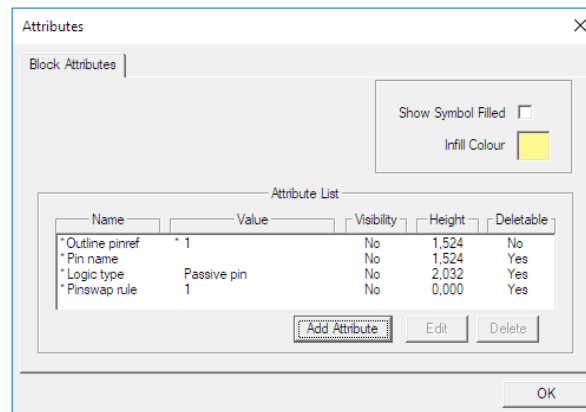 Attributes
Block Attributes
Show Symbol Filled
Infill Colour
Attribute List
Name Value Visibility Height Deletable
* Outline pinref * 1 No 1,524 No
* Pin name No 1,524 Yes
* Logic type Passive pin No 2,032 Yes
* Pinswap rule 1 No 0,000 Yes
Add Attribute Edit Delete
OK